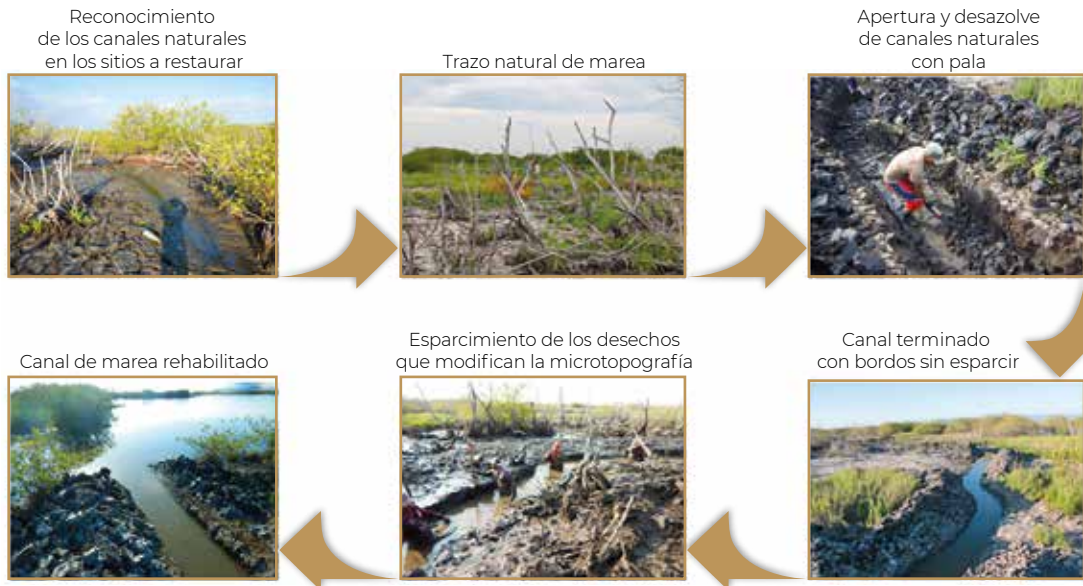 Reconocimiento
de los canales naturales
en los sitios a restaurar
Trazo natural de marea
Apertura y desazolve
de canales naturales
con pala
Canal terminado
con bordos sin esparcir
Esparcimiento de los desechos
que modifican la microtopografía
Canal de marea rehabilitado